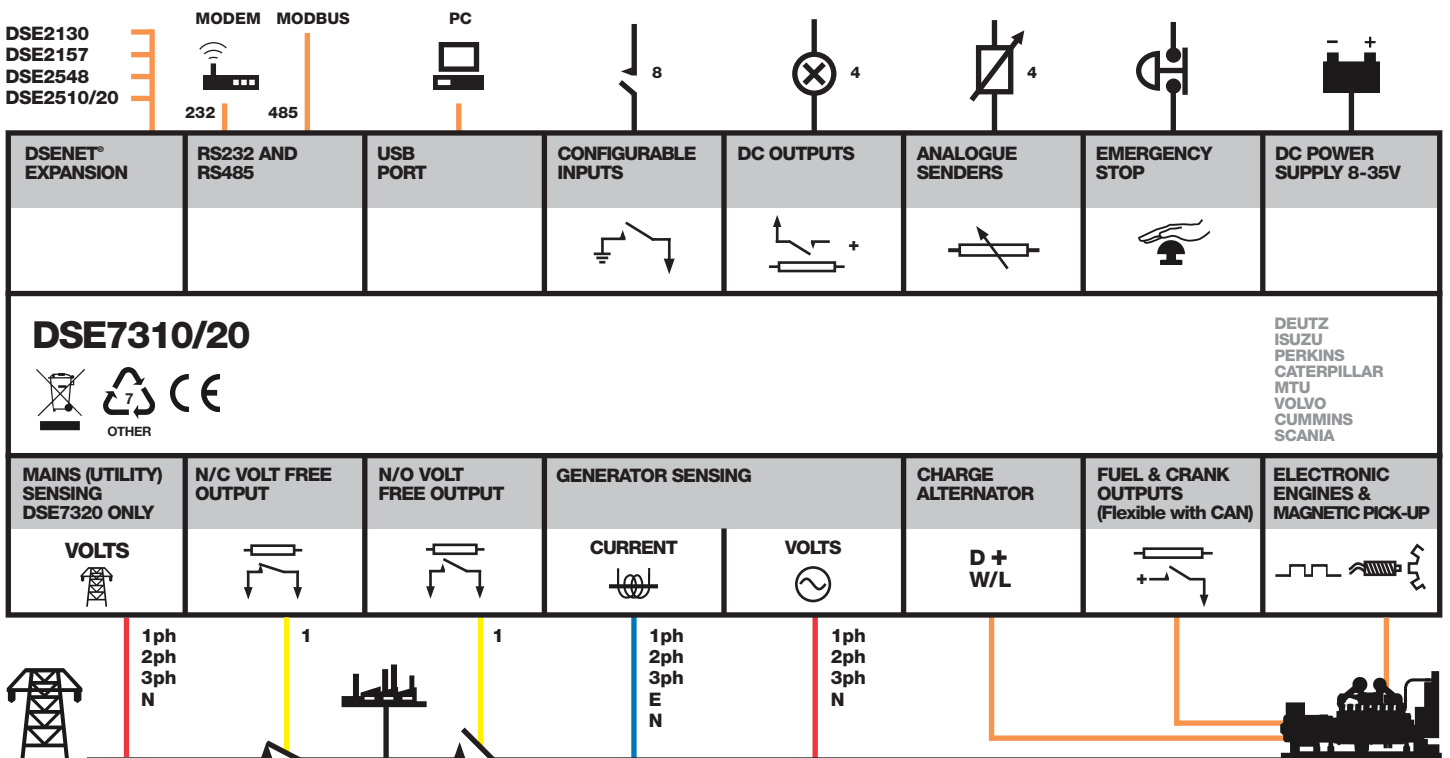 DSE2130
DSE2157
DSE2548
DSE2510/20
MODEM
MODBUS
232
485
PC
8
4
4
- +
DSENET®
EXPANSION
RS232 AND
RS485
USB
PORT
CONFIGURABLE
INPUTS
DC OUTPUTS
ANALOGUE
SENDERS
EMERGENCY
STOP
DC POWER
SUPPLY 8-35V
+
DSE7310/20
7
OTHER
CE
DEUTZ
ISUZU
PERKINS
CATERPILLAR
MTU
VOLVO
CUMMINS
SCANIA
MAINS (UTILITY)
SENSING
DSE7320 ONLY
VOLTS
N/C VOLT FREE
OUTPUT
N/O VOLT
FREE OUTPUT
GENERATOR SENSING
CURRENT
VOLTS
CHARGE
ALTERNATOR
D +
W/L
FUEL & CRANK
OUTPUTS
(Flexible with CAN)
+
ELECTRONIC
ENGINES &
MAGNETIC PICK-UP
1ph
2ph
3ph
N
1
1
1ph
2ph
3ph
E
N
1ph
2ph
3ph
N